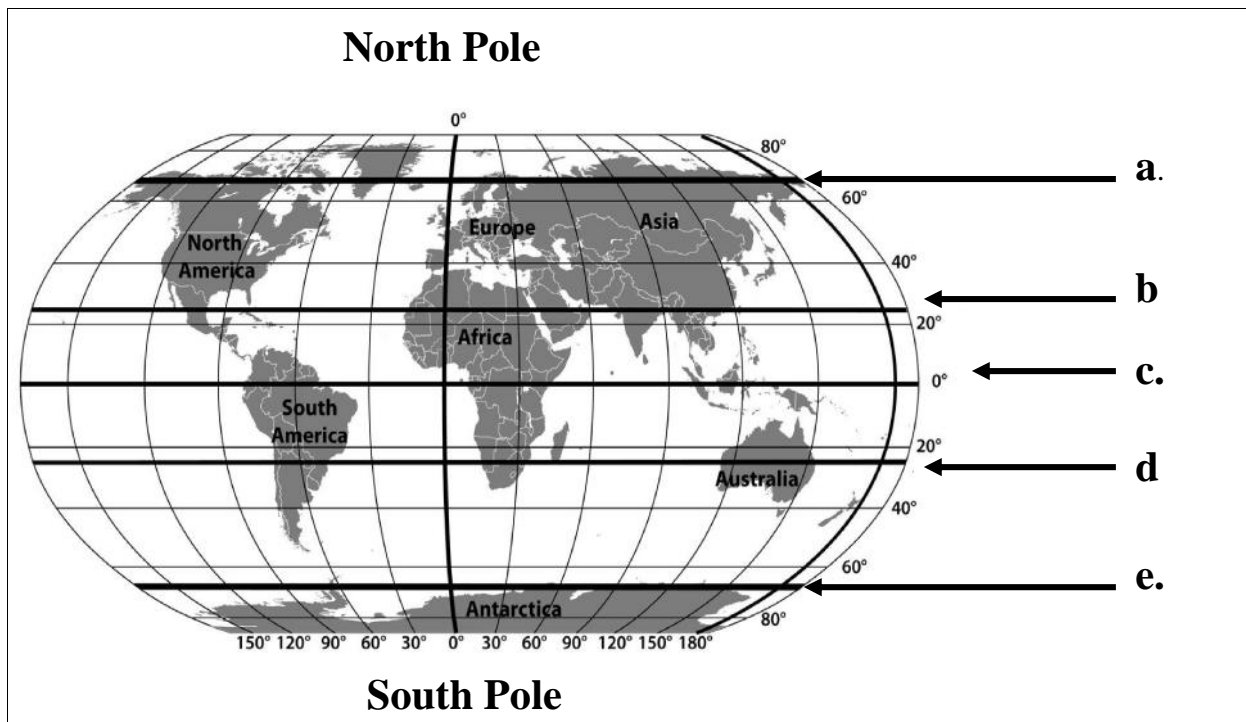 North Pole
0°
80°
a.
60°
Europe Asia
North
America
40°
b
20°
Africa
c.
0°
South
America
20°
d
Australia
40°
60°
e.
Antarctica
80°
150° 120° 90° 60° 30° 0° 30° 60° 90° 120° 150° 180°
South Pole